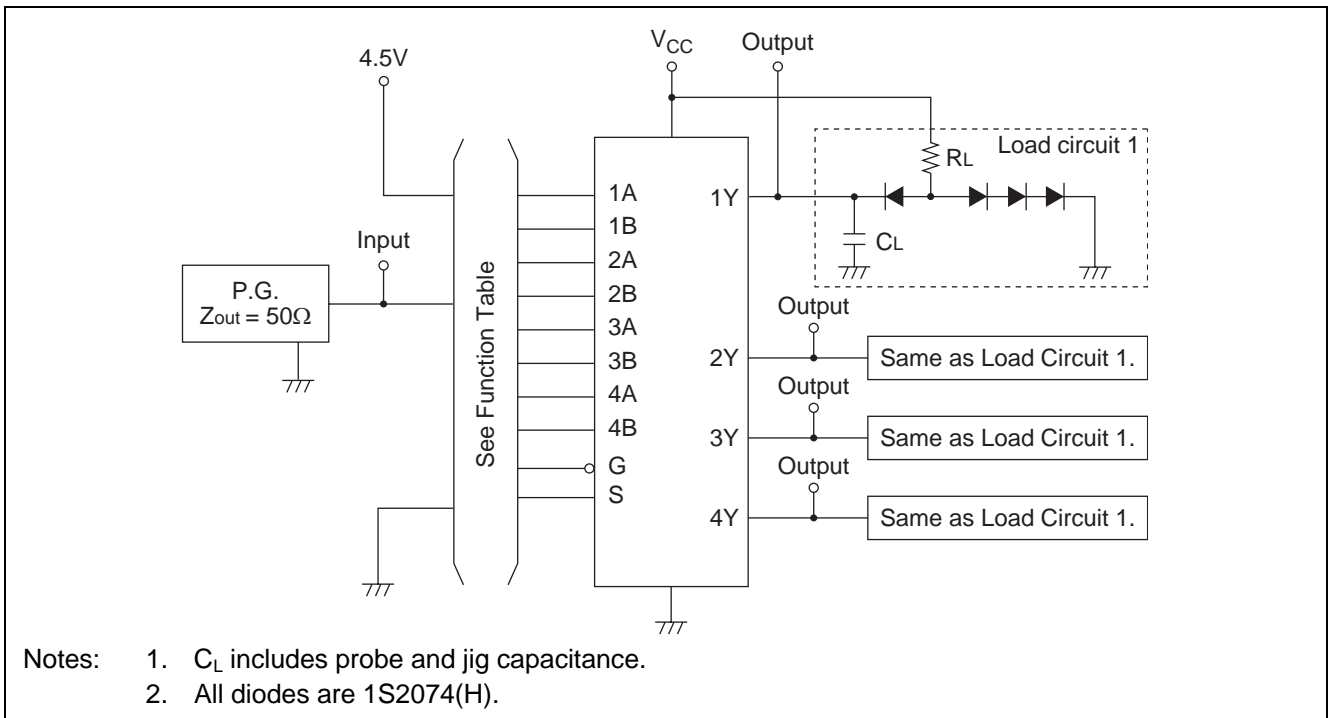 VCC
Output
4.5V
Load circuit 1
RL
1A
1Y
1B
CL
Input
2A
P.G.
Zout = 50Ω
2B
See Function Table
3A
Output
3B
2Y
Same as Load Circuit 1.
4A
Output
4B
3Y
Same as Load Circuit 1.
G
Output
S
4Y
Same as Load Circuit 1.
Notes: 1. CL includes probe and jig capacitance.
2. All diodes are 1S2074(H).